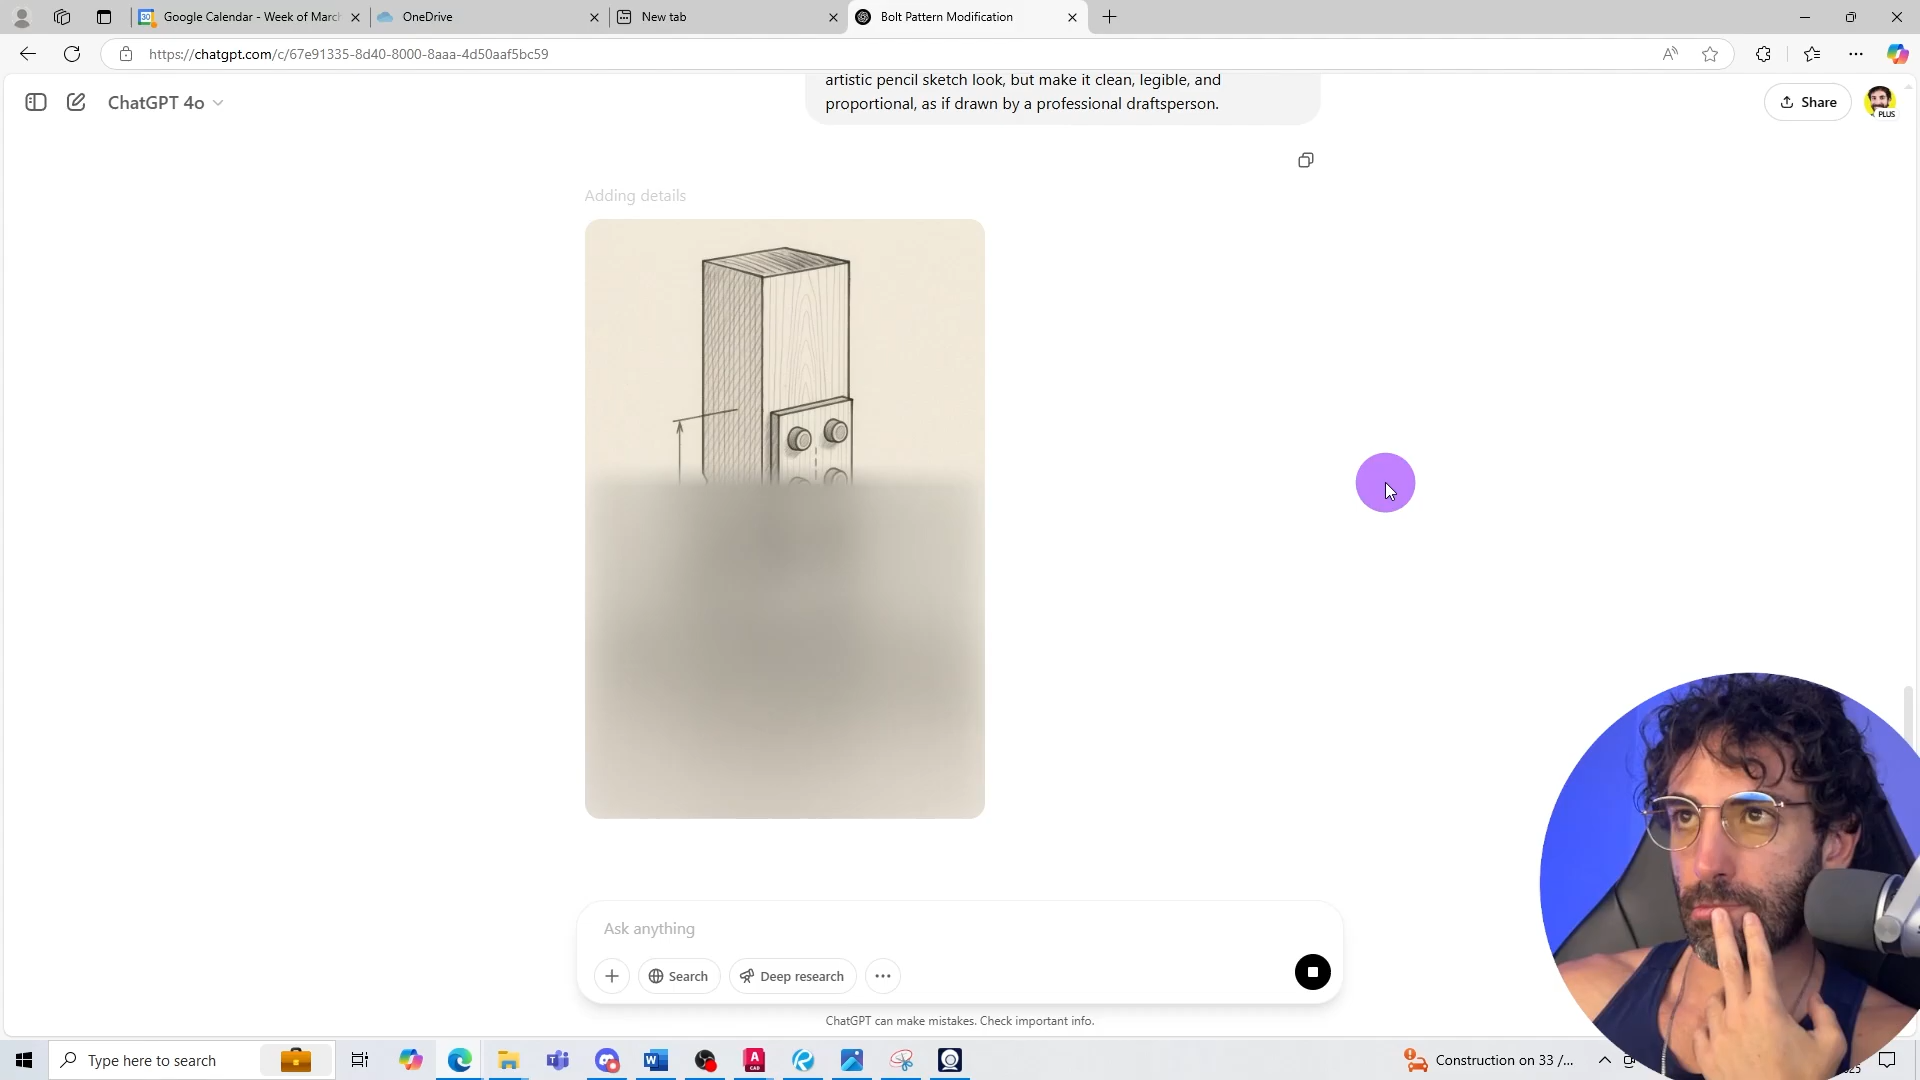 Google Calendar - Week of March
OneDrive
New tab
Bolt Pattern Modification
https://chatgpt.com/c/67e91335-8d40-8000-8aaa-4d50aaf5bc59
artistic pencil sketch look, but make it clean, legible, and
proportional, as if drawn by a professional draftsperson.
ChatGPT 4o
Share
PLUS
Adding details
Ask anything
Search
Deep research
ChatGPT can make mistakes. Check important info.
Type here to search
Construction on 33 /...